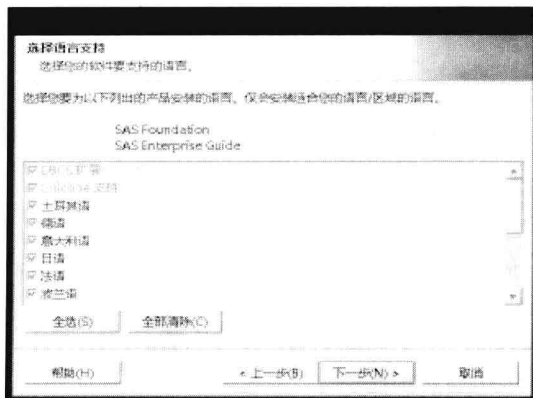 选择语言支持
选择您的软件要支持的语言。
选择您要为以下列出的产品安装的语言。仅会安装适合您的语言/区域的语言。
SAS Foundation
SAS Enterprise Guide
DBCS 扩展
Unicode 支持
土耳其语
德语
意大利语
日语
法语
波兰语
全选(S)
全部清除(C)
帮助(H)
< 上一步(B)
下一步(N) >
取消